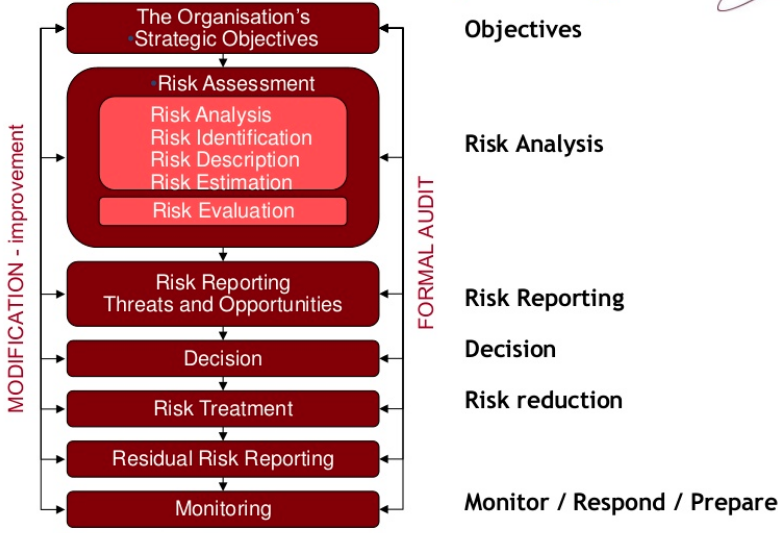 The Organisation's
•Strategic Objectives
Objectives
•Risk Assessment
Risk Analysis
Risk Identification
Risk Description
Risk Estimation
Risk Evaluation
Risk Analysis
Risk Reporting
Threats and Opportunities
Risk Reporting
Decision
Decision
Risk Treatment
Risk reduction
Residual Risk Reporting
Monitoring
Monitor / Respond / Prepare
MODIFICATION - improvement
FORMAL AUDIT